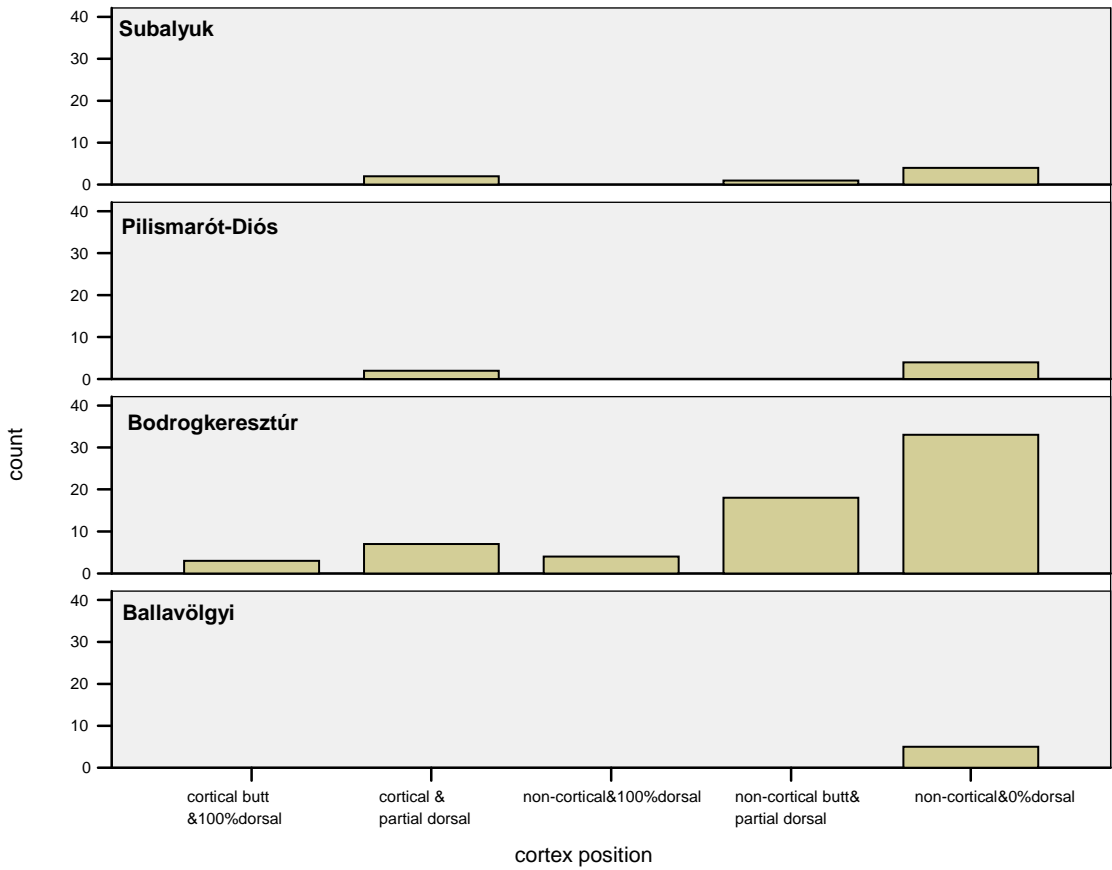 40
Subalyuk
30
20
10
0
40
Pilismarót-Diós
30
20
10
0
40
Bodrogkeresztúr
30
20
10
0
40
Ballavölgyi
30
20
10
0
count
cortical butt
&100%dorsal
cortical &
partial dorsal
non-cortical&100%dorsal
non-cortical butt&
partial dorsal
non-cortical&0%dorsal
cortex position